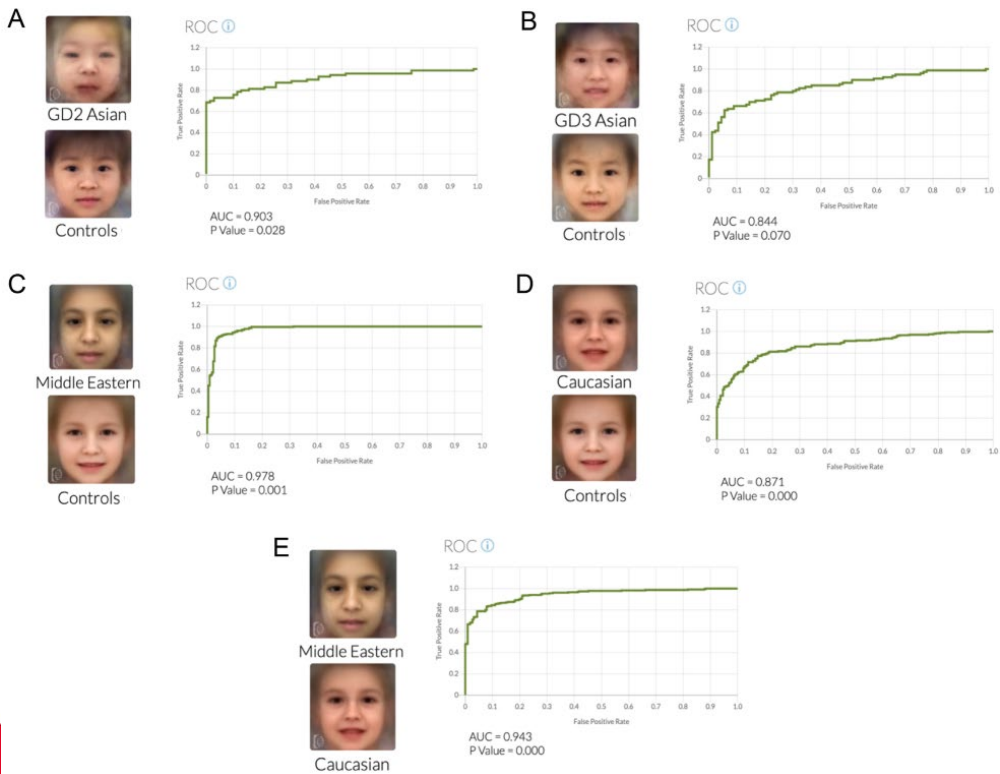 A
GD2 Asian
Controls
ROC
1.2
1.0
0.8
0.6
0.4
0.2
0
True Positive Rate
0 0.1 0.2 0.3 0.4 0.5 0.6 0.7 0.8 0.9 1.0
False Positive Rate
AUC = 0.903
P Value = 0.028
B
GD3 Asian
Controls
ROC
1.2
1.0
0.8
0.6
0.4
0.2
0
True Positive Rate
0 0.1 0.2 0.3 0.4 0.5 0.6 0.7 0.8 0.9 1.0
False Positive Rate
AUC = 0.844
P Value = 0.070
C
Middle Eastern
Controls
ROC
1.2
1.0
0.8
0.6
0.4
0.2
0
True Positive Rate
0 0.1 0.2 0.3 0.4 0.5 0.6 0.7 0.8 0.9 1.0
False Positive Rate
AUC = 0.978
P Value = 0.001
D
Caucasian
Controls
ROC
1.2
1.0
0.8
0.6
0.4
0.2
0
True Positive Rate
0 0.1 0.2 0.3 0.4 0.5 0.6 0.7 0.8 0.9 1.0
False Positive Rate
AUC = 0.871
P Value = 0.000
E
Middle Eastern
Caucasian
ROC
1.2
1.0
0.8
0.6
0.4
0.2
0
True Positive Rate
0 0.1 0.2 0.3 0.4 0.5 0.6 0.7 0.8 0.9 1.0
False Positive Rate
AUC = 0.943
P Value = 0.000